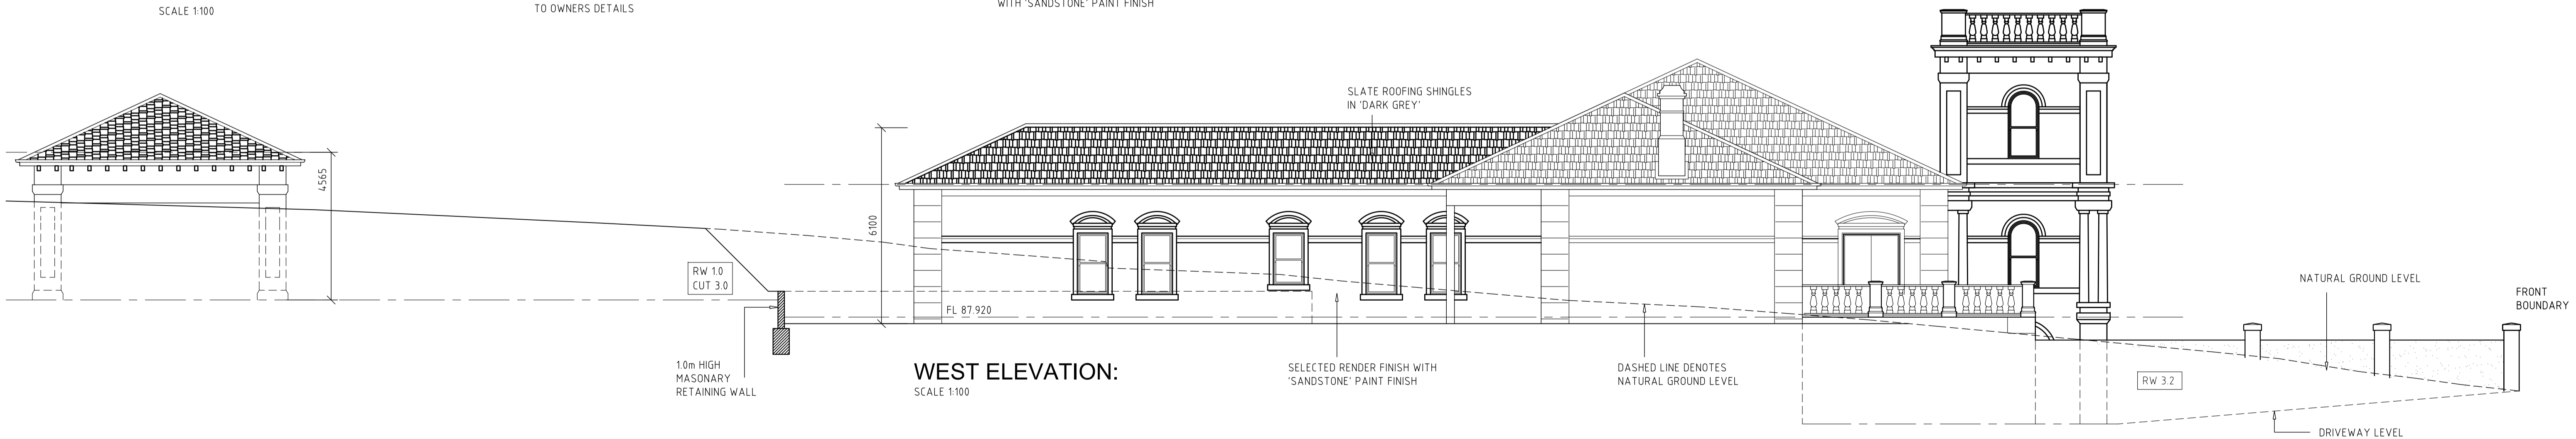 SCALE 1:100
TO OWNERS DETAILS
WITH 'SANDSTONE' PAINT FINISH
SLATE ROOFING SHINGLES
IN 'DARK GREY'
4565
6100
RW 1.0
CUT 3.0
FL 87.920
NATURAL GROUND LEVEL
FRONT
BOUNDARY
1.0m HIGH
MASONARY
RETAINING WALL
WEST ELEVATION:
SCALE 1:100
SELECTED RENDER FINISH WITH
'SANDSTONE' PAINT FINISH
DASHED LINE DENOTES
NATURAL GROUND LEVEL
RW 3.2
DRIVEWAY LEVEL